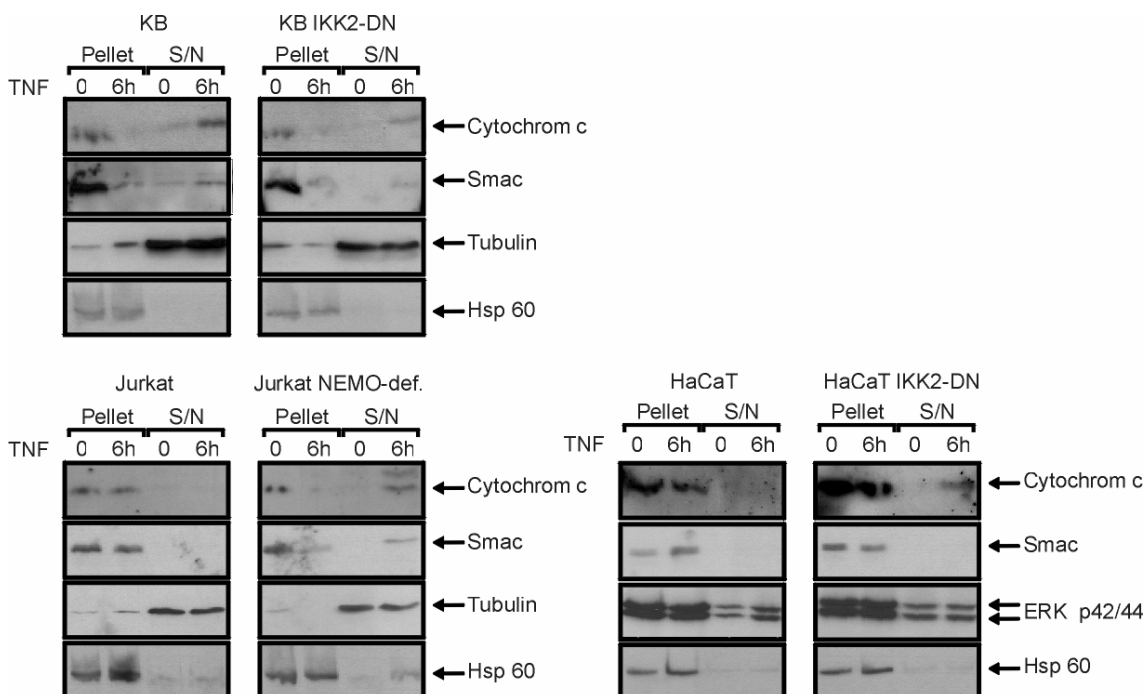 KB KB IKK2-DN
Pellet S/N Pellet S/N
TNF 0 6h 0 6h 0 6h 0 6h
Cytochrom c
Smac
Tubulin
Hsp 60
Jurkat Jurkat NEMO-def.
Pellet S/N Pellet S/N
TNF 0 6h 0 6h 0 6h 0 6h
Cytochrom c
Smac
Tubulin
Hsp 60
HaCaT HaCaT IKK2-DN
Pellet S/N Pellet S/N
TNF 0 6h 0 6h 0 6h 0 6h
Cytochrom c
Smac
ERK p42/44
Hsp 60